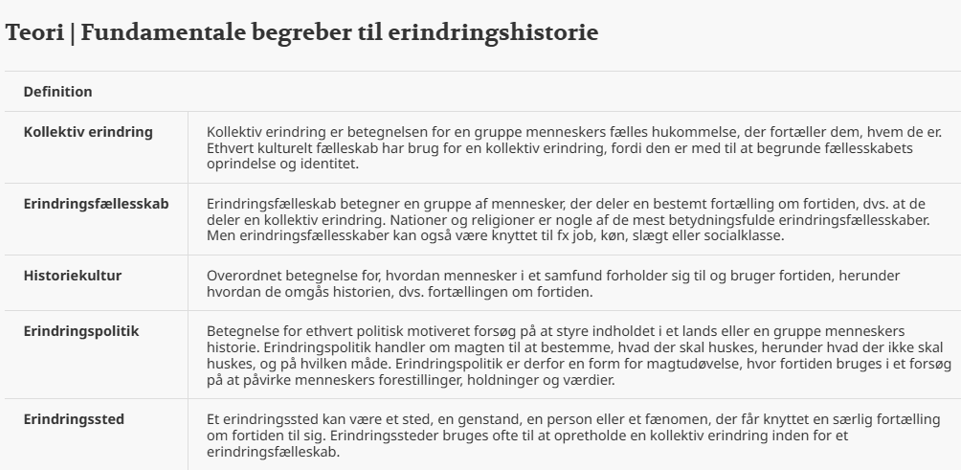 Teori | Fundamentale begreber til erindringshistorie
Definition
Kollektiv erindring
Kollektiv erindring er betegnelsen for en gruppe menneskers fælles hukommelse, der fortæller dem, hvem de er.
Ethvert kulturelt fælleskab har brug for en kollektiv erindring, fordi den er med til at begrunde fællesskabets
oprindelse og identitet.
Erindringsfællesskab
Erindringsfælleskab betegner en gruppe af mennesker, der deler en bestemt fortælling om fortiden, dvs. at de
deler en kollektiv erindring. Nationer og religioner er nogle af de mest betydningsfulde erindringsfællesskaber.
Men erindringsfællesskaber kan også være knyttet til fx job, køn, slægt eller socialklasse.
Historiekultur
Overordnet betegnelse for, hvordan mennesker i et samfund forholder sig til og bruger fortiden, herunder
hvordan de omgås historien, dvs. fortællingen om fortiden.
Erindringspolitik
Betegnelse for ethvert politisk motiveret forsøg på at styre indholdet i et lands eller en gruppe menneskers
historie. Erindringspolitik handler om magten til at bestemme, hvad der skal huskes, herunder hvad der ikke skal
huskes, og på hvilken måde. Erindringspolitik er derfor en form for magtudøvelse, hvor fortiden bruges i et forsøg
på at påvirke menneskers forestillinger, holdninger og værdier.
Erindringssted
Et erindringssted kan være et sted, en genstand, en person eller et fænomen, der får knyttet en særlig fortælling
om fortiden til sig. Erindringssteder bruges ofte til at opretholde en kollektiv erindring inden for et
erindringsfælleskab.